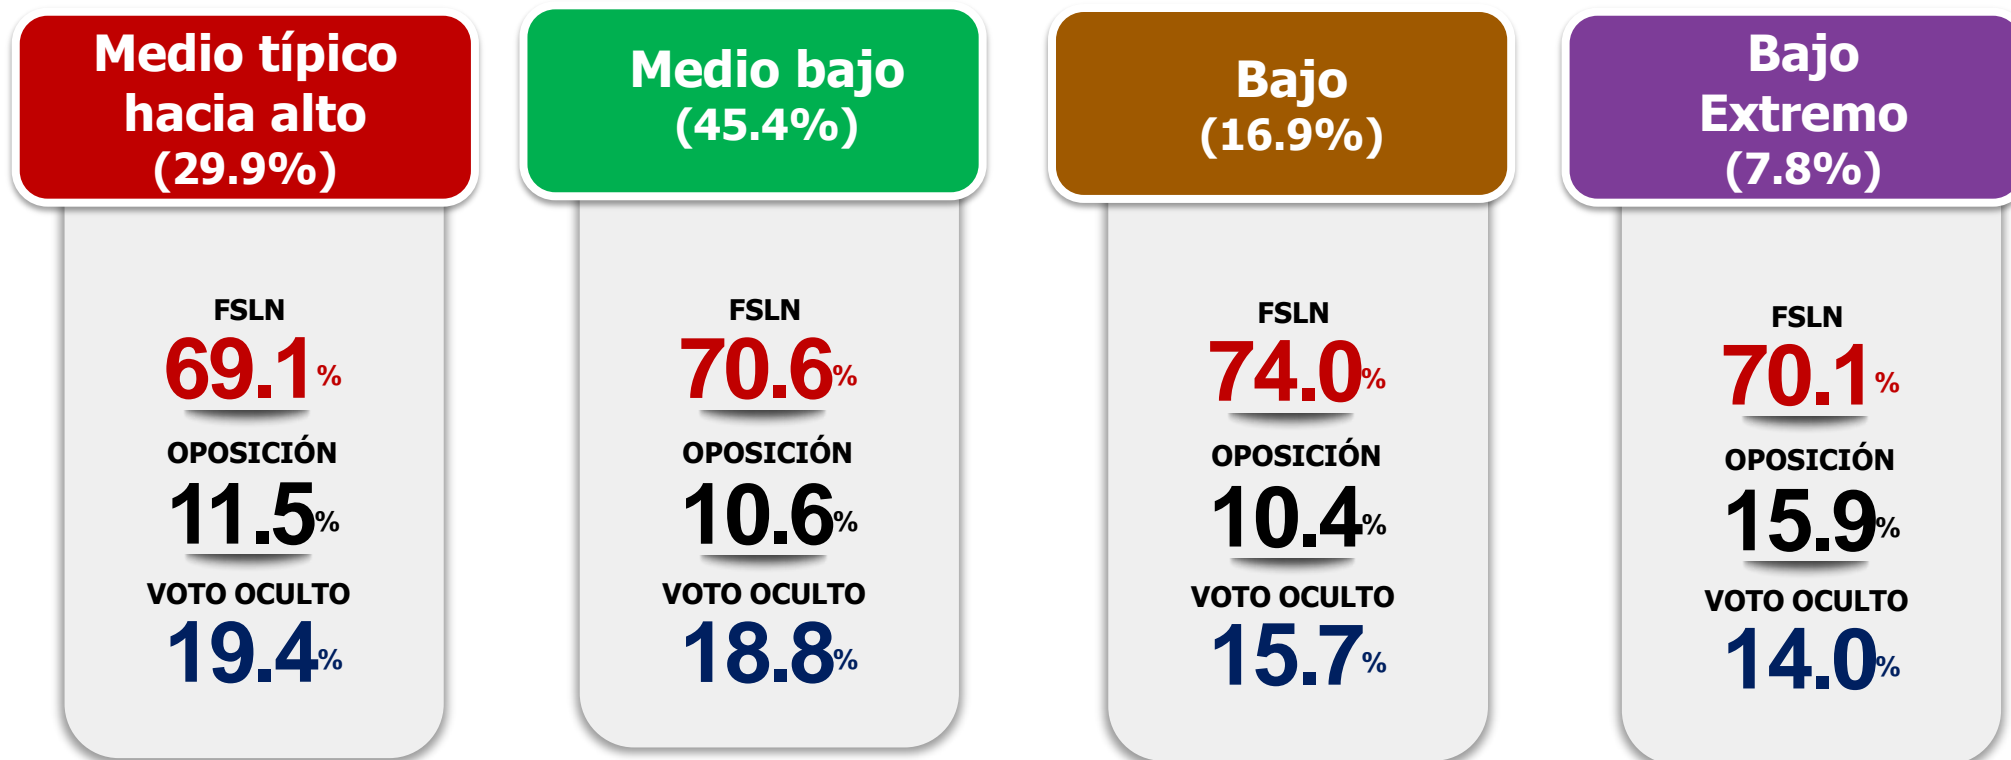 Medio típico
hacia alto
(29.9%)
FSLN
69.1%
OPOSICIÓN
11.5%
VOTO OCULTO
19.4%
Medio bajo
(45.4%)
FSLN
70.6%
OPOSICIÓN
10.6%
VOTO OCULTO
18.8%
Bajo
(16.9%)
FSLN
74.0%
OPOSICIÓN
10.4%
VOTO OCULTO
15.7%
Bajo
Extremo
(7.8%)
FSLN
70.1%
OPOSICIÓN
15.9%
VOTO OCULTO
14.0%